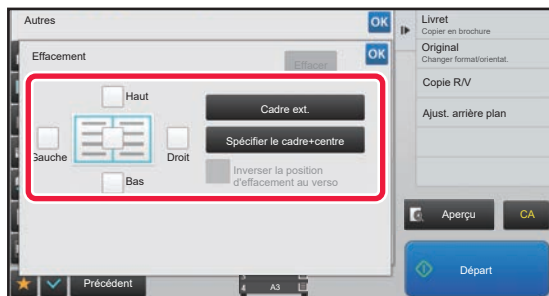 Autres
OK
Effacement
Effacer
OK
Haut
Gauche
Droit
Bas
Cadre ext.
Spécifier le cadre+centre
Inverser la position
d'effacement au verso
Précédent
4 A3
Livret
Copier en brochure
Original
Changer format/orientat.
Copie R/V
Ajust. arrière plan
Aperçu
CA
Départ